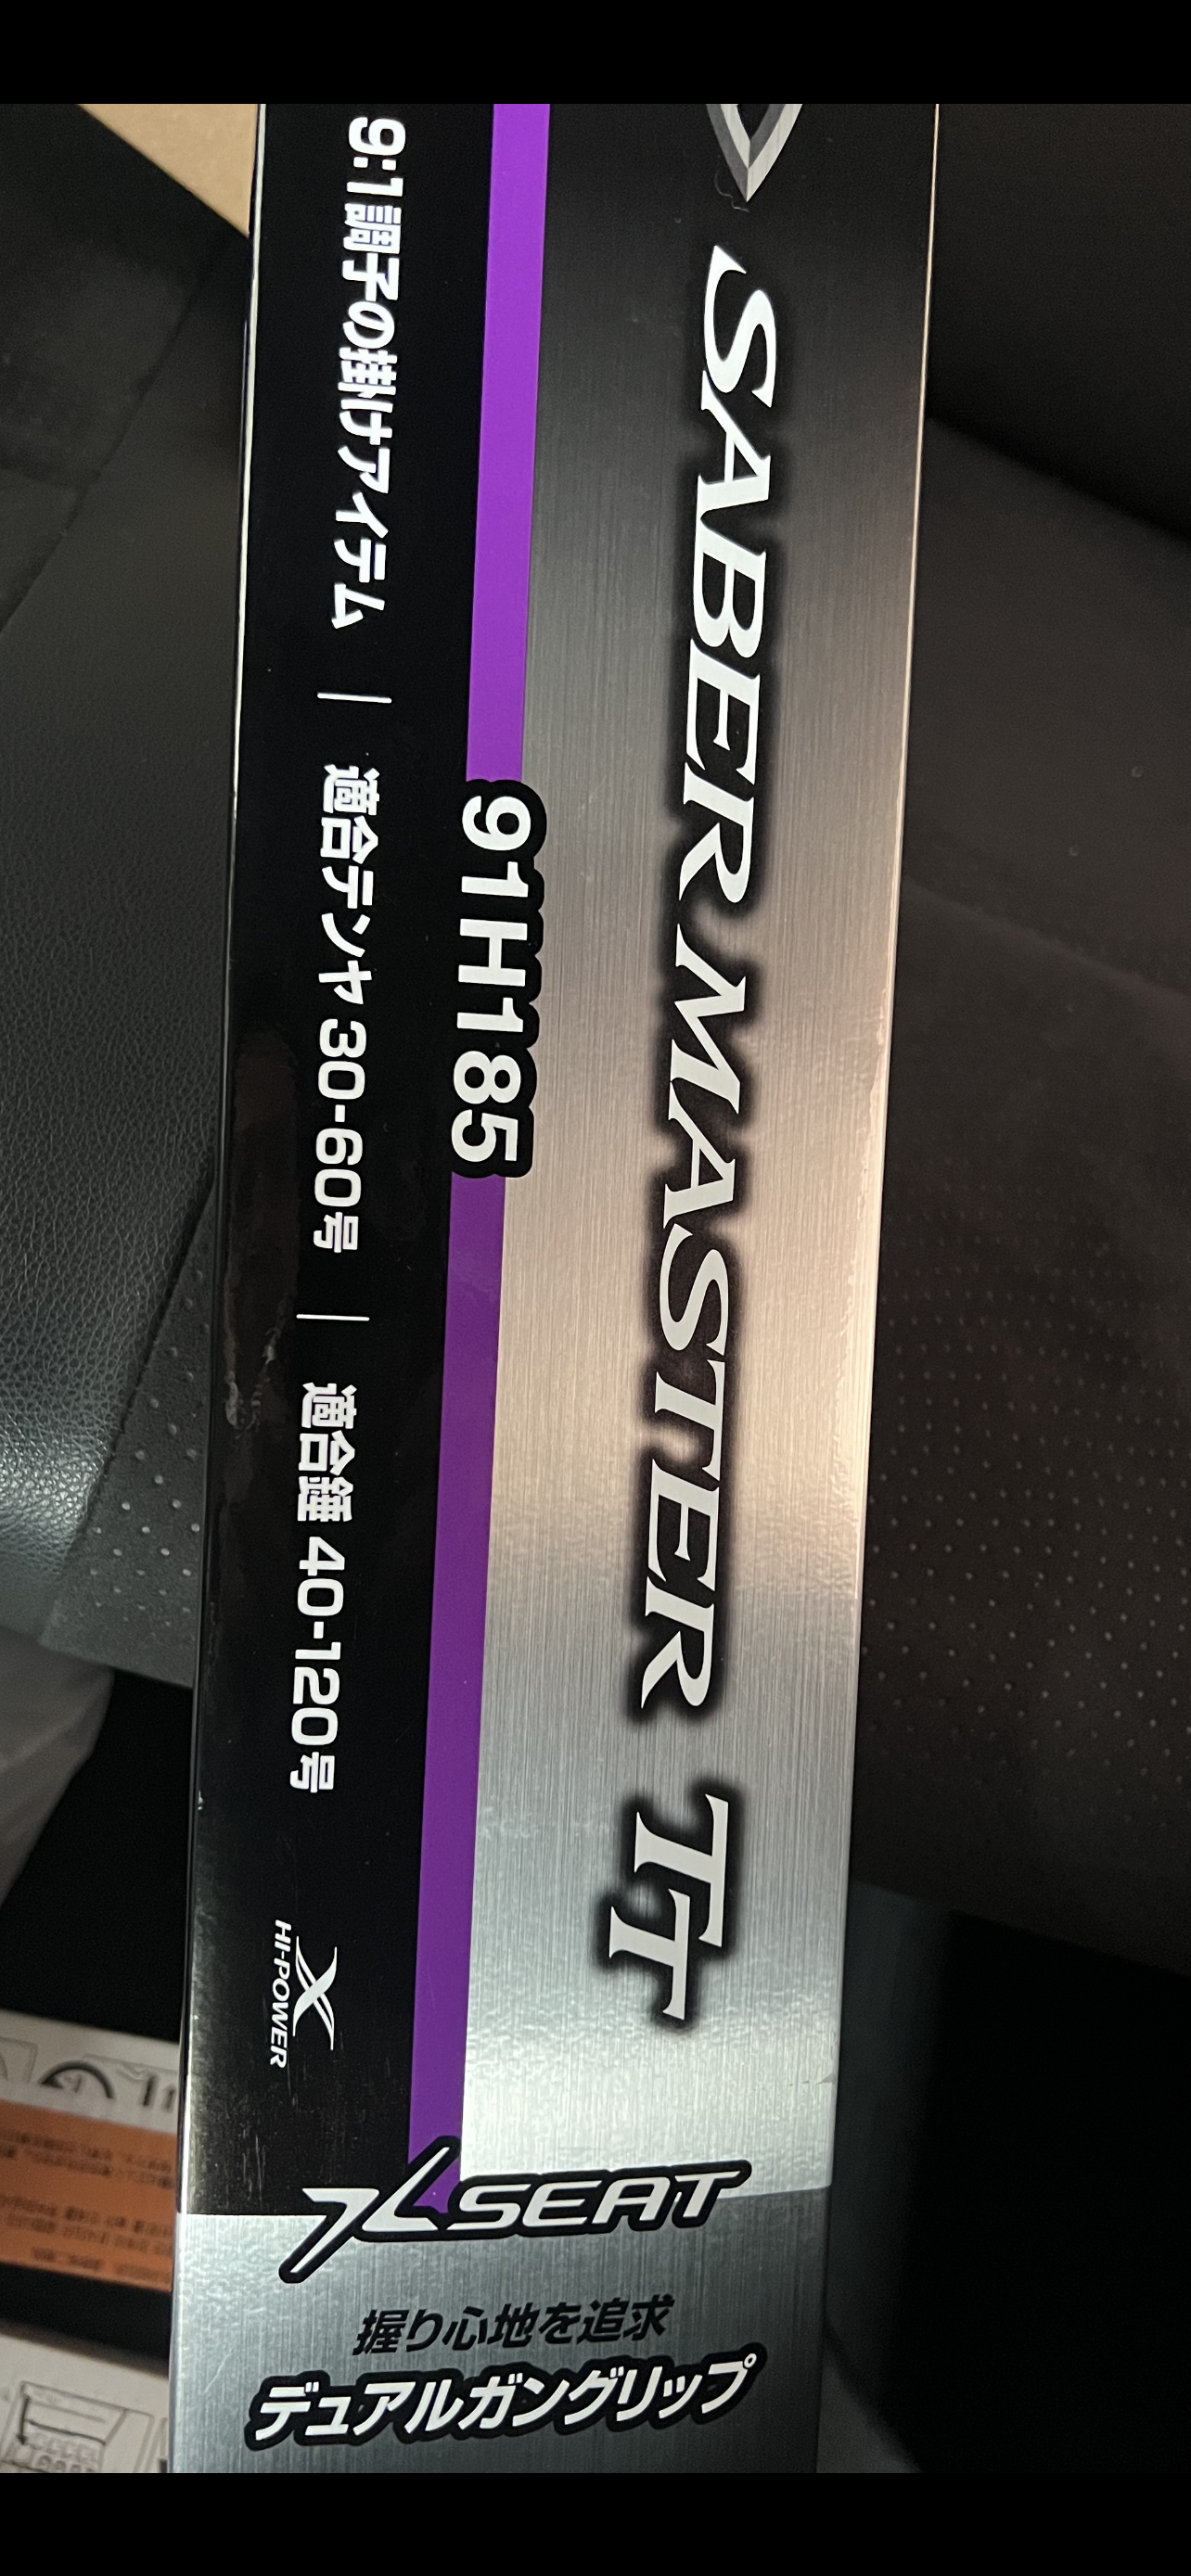 SABER MASTER TT
91H185
9:1調子の掛けアイテム | 適合テンヤ 30-60号 | 適合錘 40-120号
X
HI-POWER
X SEAT
握り心地を追求
デュアルガングリップ